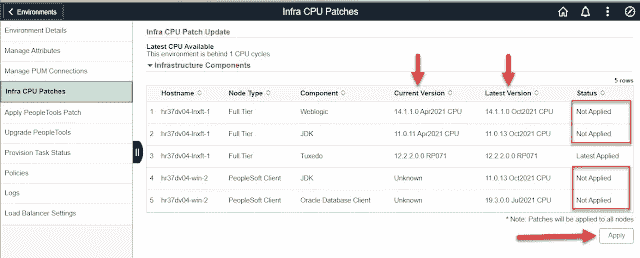 Environments
Infra CPU Patches
Environment Details
Manage Attributes
Manage PUM Connections
Infra CPU Patches
Apply PeopleTools Patch
Upgrade PeopleTools
Provision Task Status
Policies
Logs
Load Balancer Settings
Infra CPU Patch Update
Latest CPU Available
This environment is behind 1 CPU cycles
Infrastructure Components
5 rows
Hostname Node Type Component Current Version Latest Version Status
1 hr37dv04-lnxft-1 Full Tier Weblogic 14.1.1.0 Apr2021 CPU 14.1.1.0 Oct2021 CPU Not Applied
2 hr37dv04-lnxft-1 Full Tier JDK 11.0.11 Apr2021 CPU 11.0.13 Oct2021 CPU Not Applied
3 hr37dv04-lnxft-1 Full Tier Tuxedo 12.2.2.0.0 RP071 12.2.2.0.0 RP071 Latest Applied
4 hr37dv04-win-2 PeopleSoft Client JDK Unknown 11.0.13 Oct2021 CPU Not Applied
5 hr37dv04-win-2 PeopleSoft Client Oracle Database Client Unknown 19.3.0.0 Jul2021 CPU Not Applied
* Note: Patches will be applied to all nodes
Apply